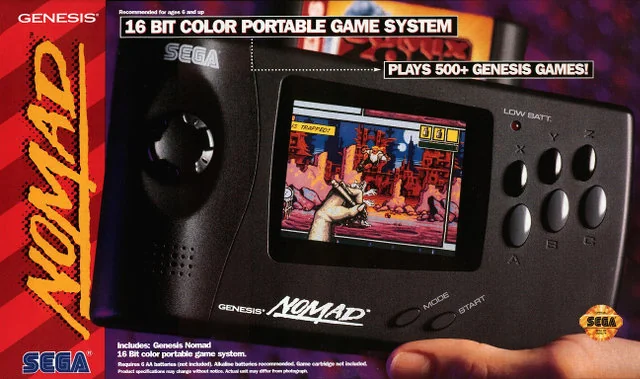 GENESIS®
NOMAD™
SEGA®
Recommended for ages 6 and up
16 BIT COLOR PORTABLE GAME SYSTEM
PLAYS 500+ GENESIS GAMES!
SEGA
IS TRAPPED!
LOW BATT.
X Y Z
A B C
GENESIS® NOMAD™
MODE
START
SEGA
Includes: Genesis Nomad
16 Bit color portable game system.
Requires 6 AA batteries (not included). Alkaline batteries recommended. Game cartridge not included.
Product specifications may change without notice. Actual unit may differ from photograph.